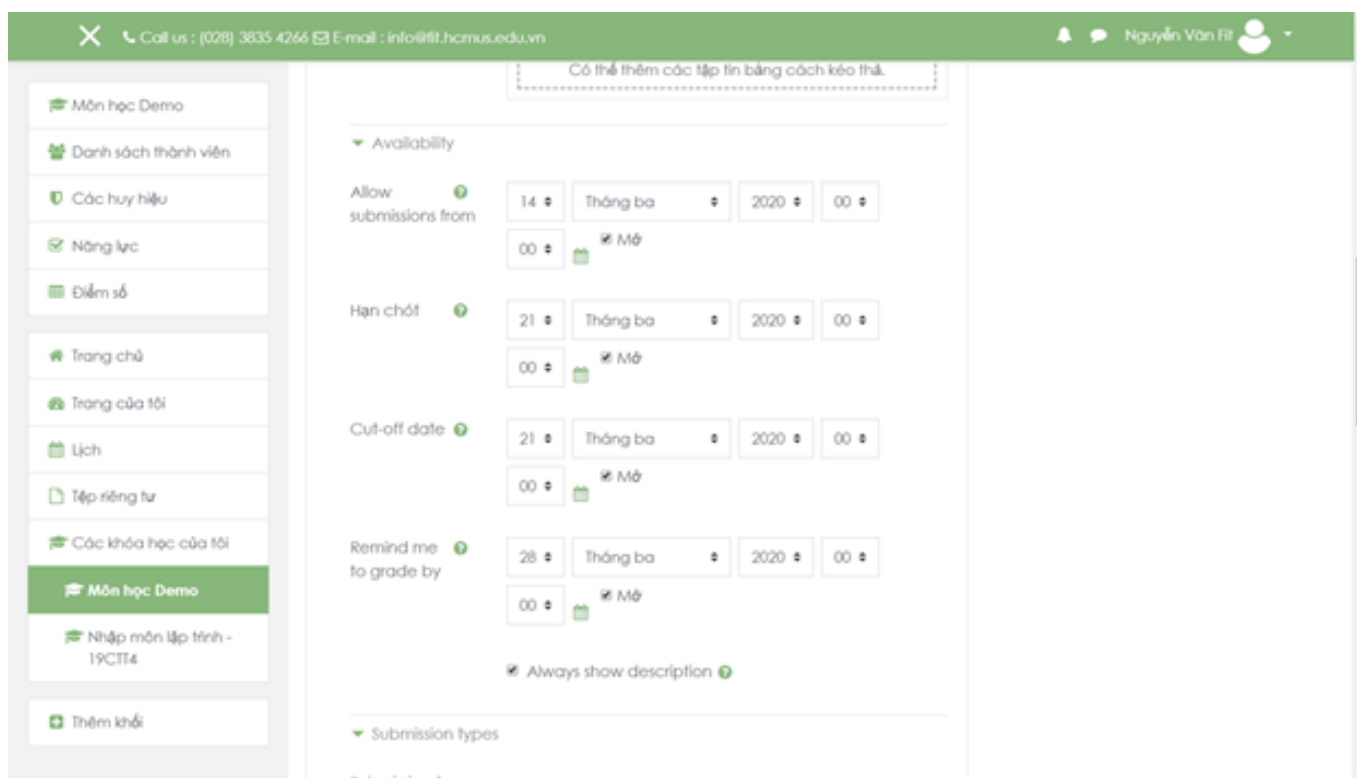 Call us : (028) 3835 4266 E-mail : info@fit.hcmus.edu.vn
Nguyễn Văn Fit
Môn học Demo
Danh sách thành viên
Các huy hiệu
Năng lực
Điểm số
Trang chủ
Trang của tôi
Lịch
Tệp riêng tư
Các khóa học của tôi
Môn học Demo
Nhập môn lập trình -
19CTT4
Thêm khối
Có thể thêm các tập tin bằng cách kéo thả.
Availability
Allow
submissions from
14 Tháng ba 2020 00
00 Mở
Hạn chót
21 Tháng ba 2020 00
00 Mở
Cut-off date
21 Tháng ba 2020 00
00 Mở
Remind me
to grade by
28 Tháng ba 2020 00
00 Mở
Always show description
Submission types